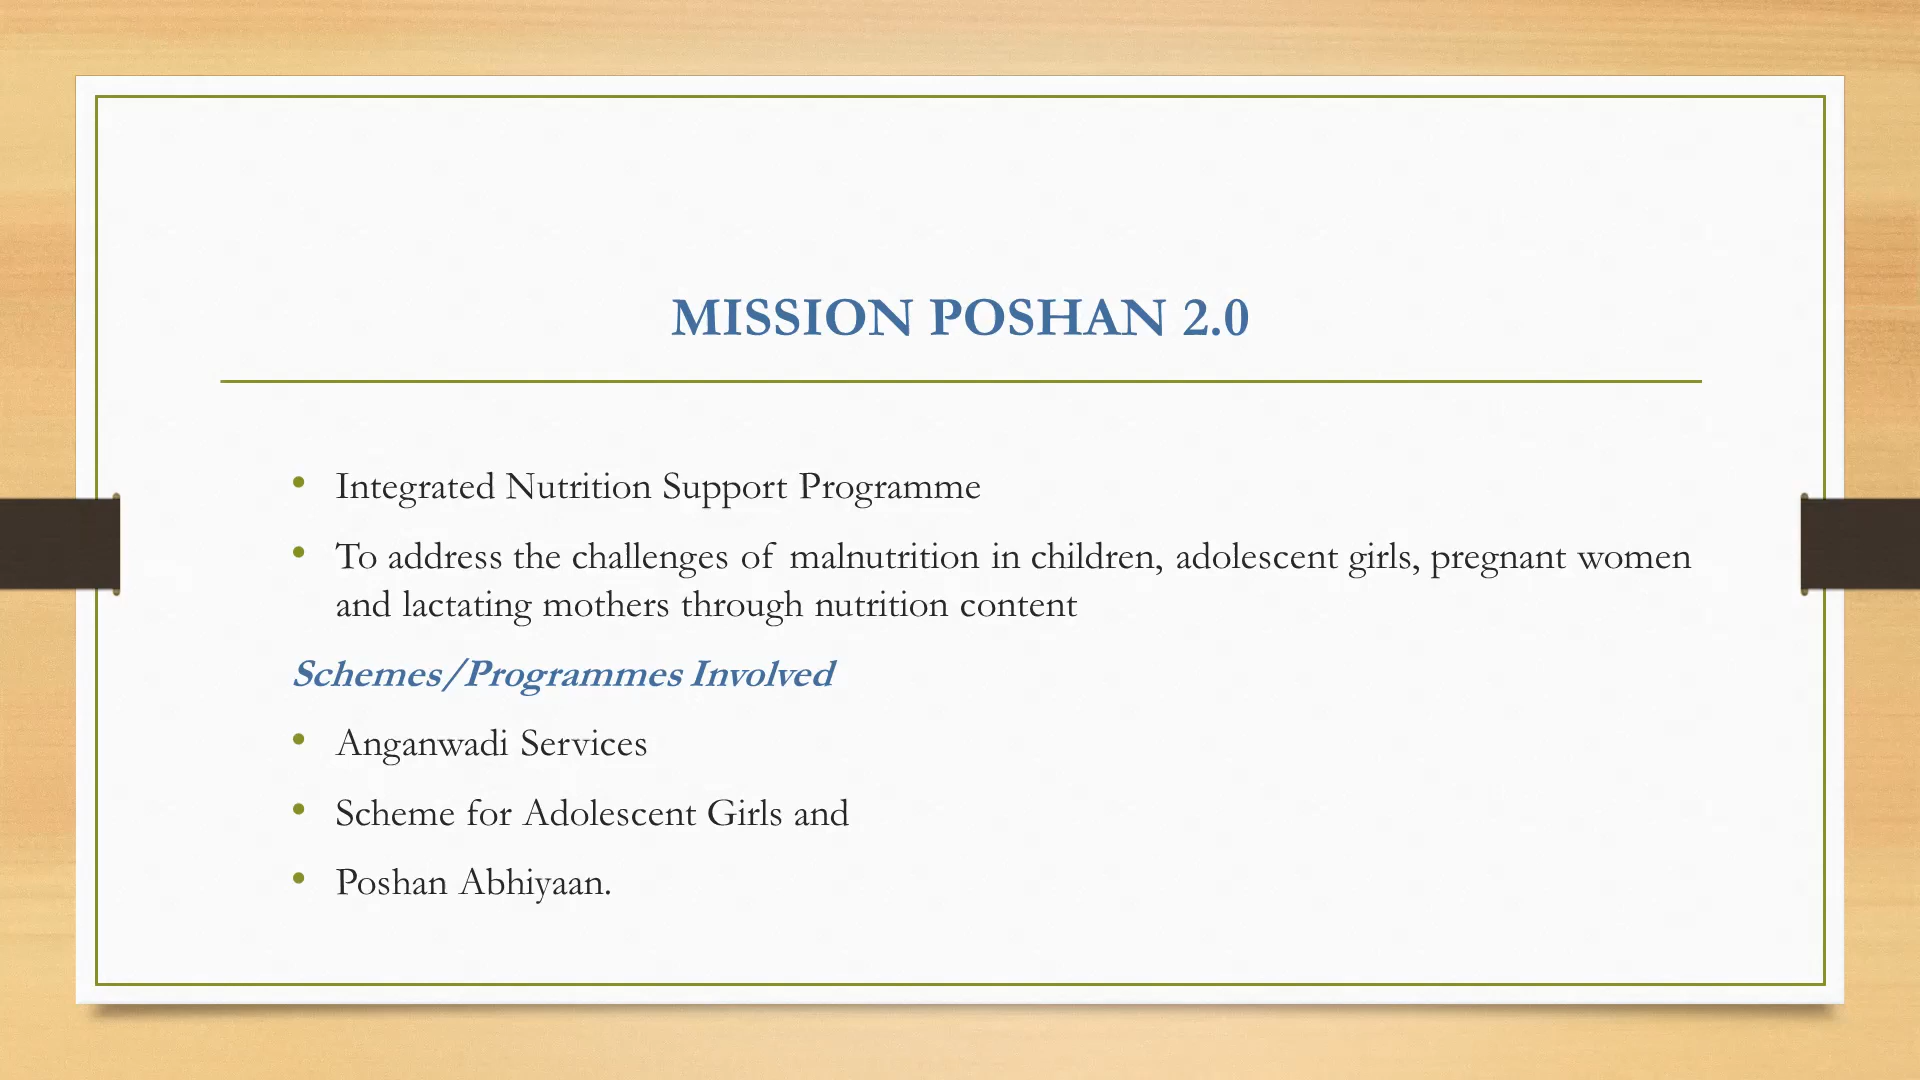 MISSION POSHAN 2.0
• Integrated Nutrition Support Programme
• To address the challenges of malnutrition in children, adolescent girls, pregnant women
and lactating mothers through nutrition content
Schemes/Programmes Involved
• Anganwadi Services
• Scheme for Adolescent Girls and
• Poshan Abhiyaan.